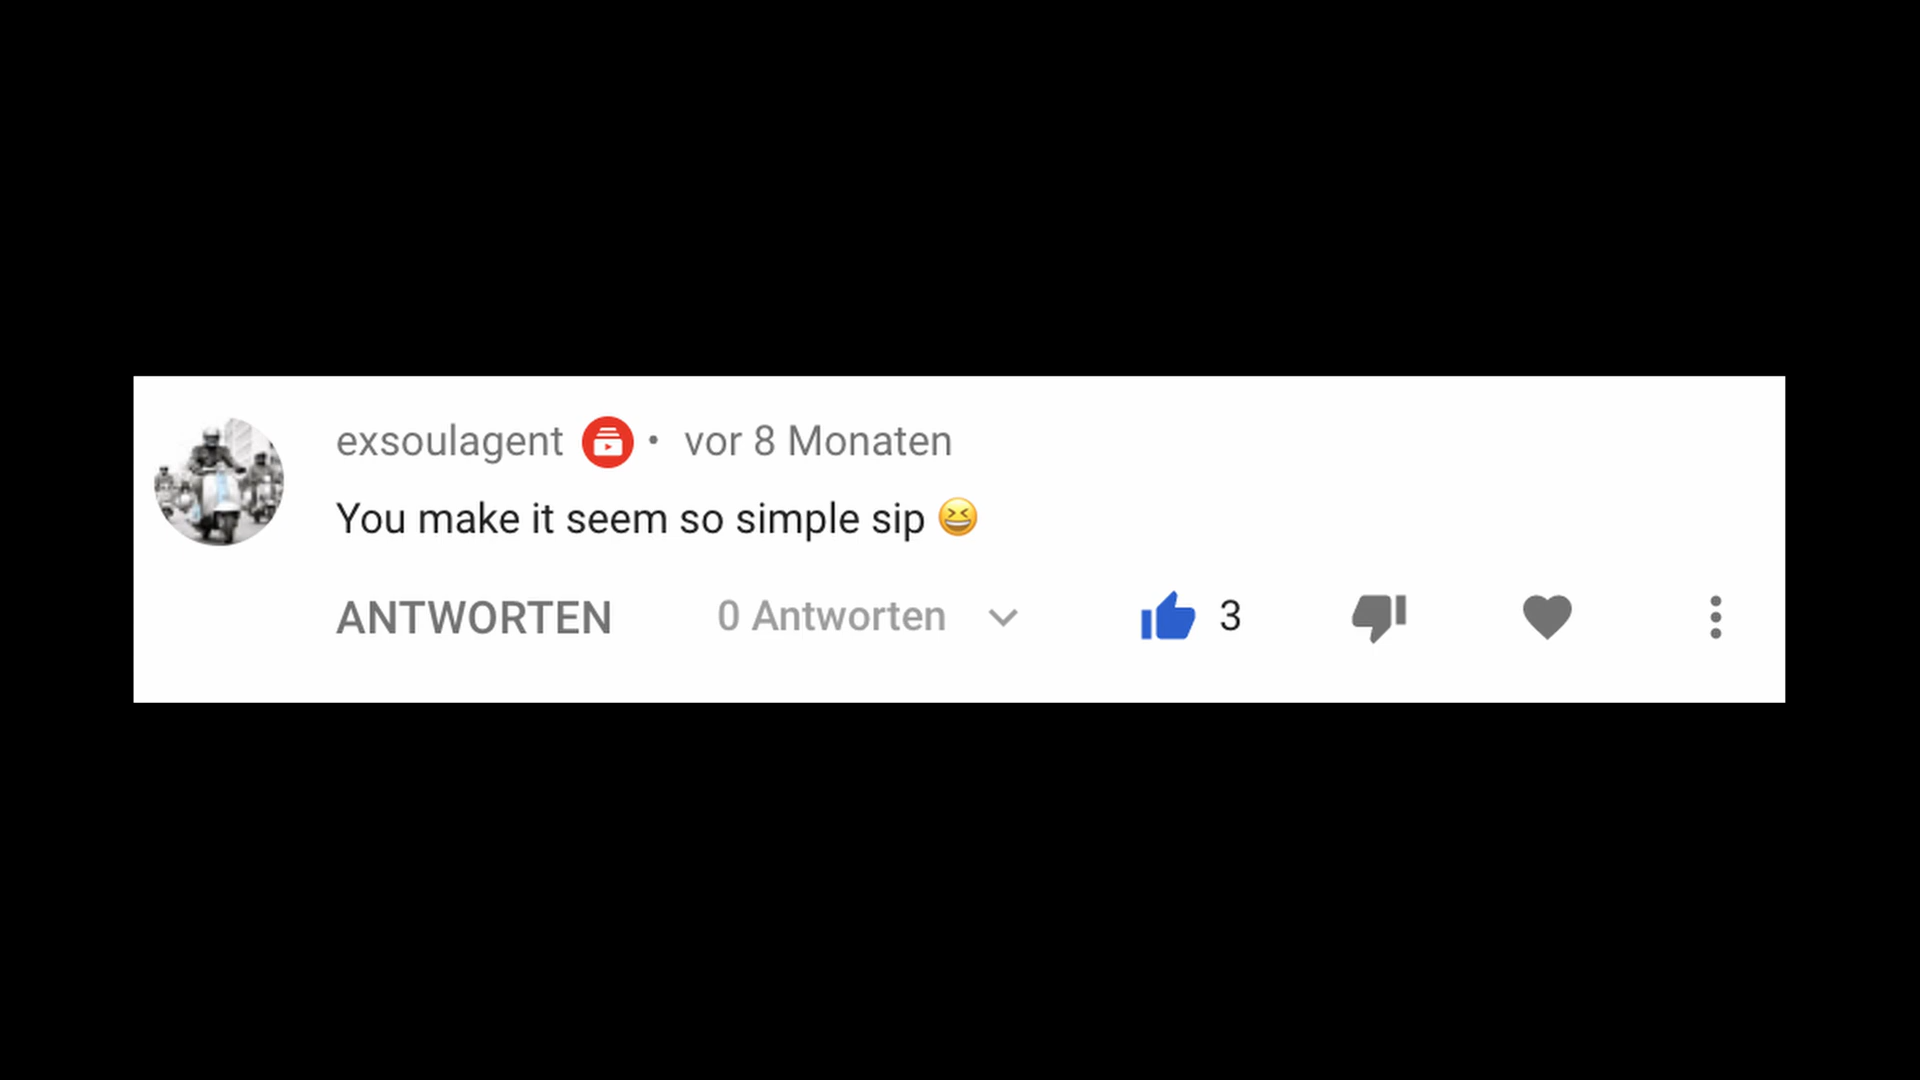 exsoulagent • vor 8 Monaten
You make it seem so simple sip 😆
ANTWORTEN 0 Antworten 3